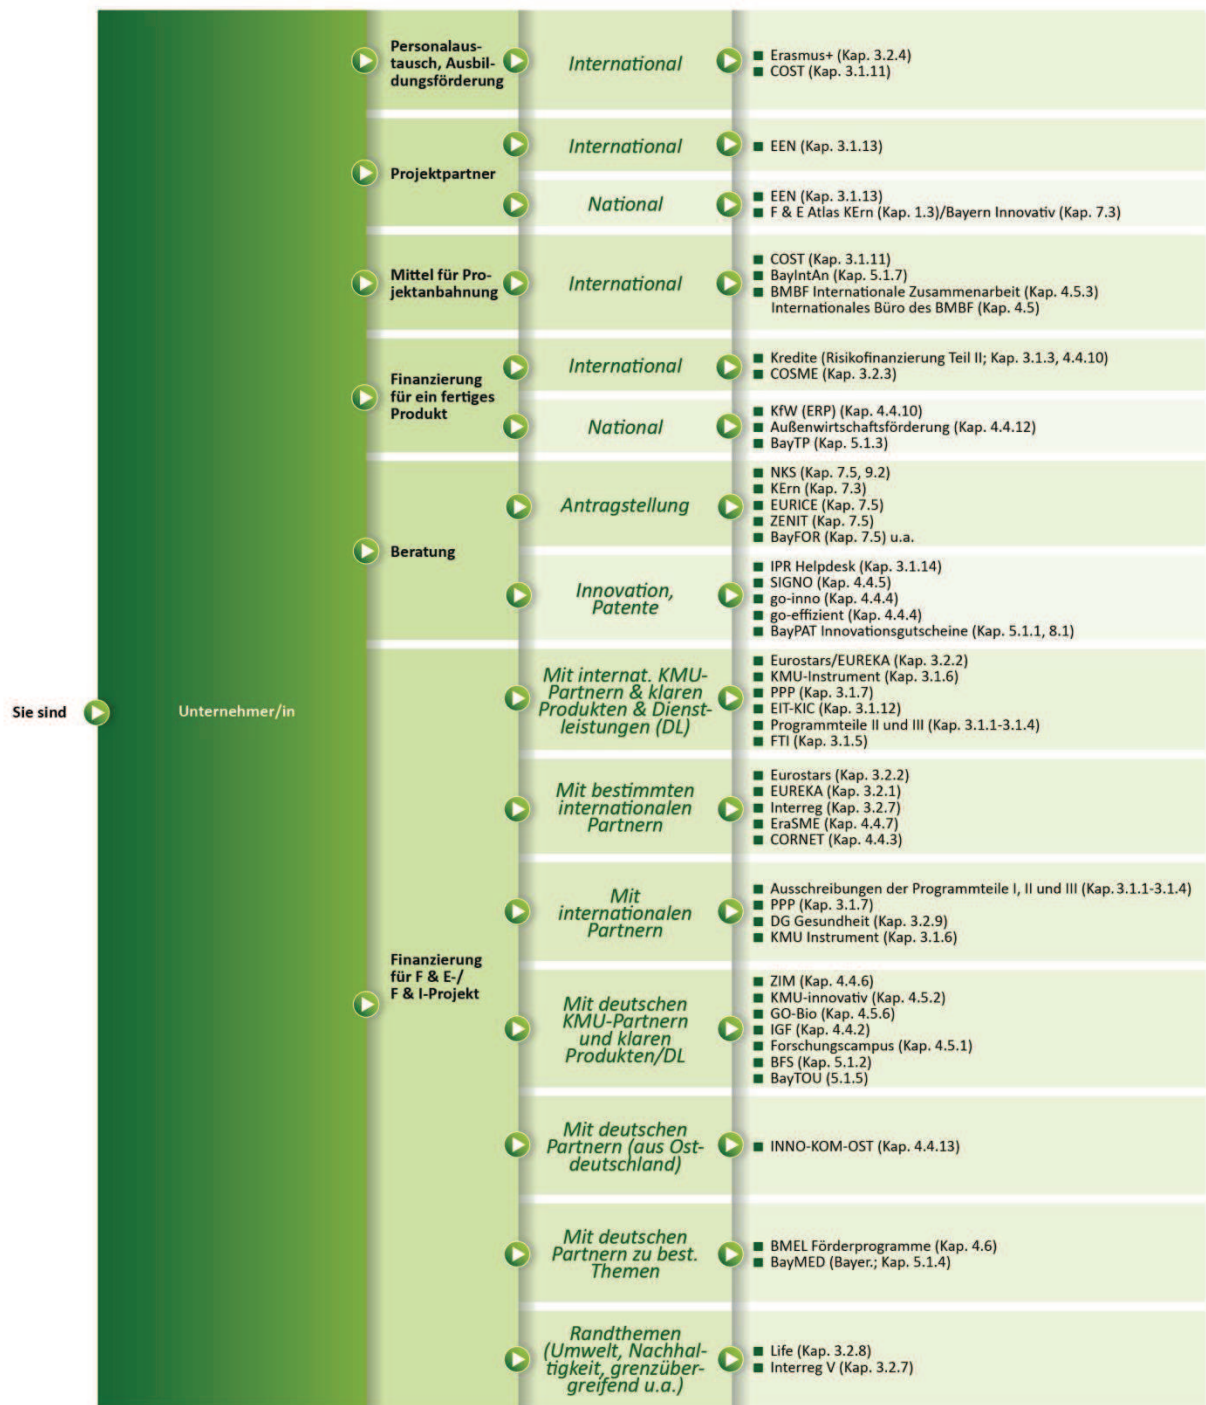 Sie sind
Unternehmer/in
Personalaus-
tausch, Ausbil-
dungsförderung
International
■ Erasmus+ (Kap. 3.2.4)
■ COST (Kap. 3.1.11)
Projektpartner
International
■ EEN (Kap. 3.1.13)
National
■ EEN (Kap. 3.1.13)
■ F & E Atlas KErn (Kap. 1.3)/Bayern Innovativ (Kap. 7.3)
Mittel für Pro-
jektanbahnung
International
■ COST (Kap. 3.1.11)
■ BayIntAn (Kap. 5.1.7)
■ BMBF Internationale Zusammenarbeit (Kap. 4.5.3)
Internationales Büro des BMBF (Kap. 4.5)
Finanzierung
für ein fertiges
Produkt
International
■ Kredite (Risikofinanzierung Teil II; Kap. 3.1.3, 4.4.10)
■ COSME (Kap. 3.2.3)
National
■ KfW (ERP) (Kap. 4.4.10)
■ Außenwirtschaftsförderung (Kap. 4.4.12)
■ BayTP (Kap. 5.1.3)
Beratung
Antragstellung
■ NKS (Kap. 7.5, 9.2)
■ KErn (Kap. 7.3)
■ EURICE (Kap. 7.5)
■ ZENIT (Kap. 7.5)
■ BayFOR (Kap. 7.5) u.a.
Innovation,
Patente
■ IPR Helpdesk (Kap. 3.1.14)
■ SIGNO (Kap. 4.4.5)
■ go-inno (Kap. 4.4.4)
■ go-effizient (Kap. 4.4.4)
■ BayPAT Innovationsgutscheine (Kap. 5.1.1, 8.1)
Finanzierung
für F & E-/
F & I-Projekt
Mit internat. KMU-
Partnern & klaren
Produkten & Dienst-
leistungen (DL)
■ Eurostars/EUREKA (Kap. 3.2.2)
■ KMU-Instrument (Kap. 3.1.6)
■ PPP (Kap. 3.1.7)
■ EIT-KIC (Kap. 3.1.12)
■ Programmteile II und III (Kap. 3.1.1-3.1.4)
■ FTI (Kap. 3.1.5)
Mit bestimmten
internationalen
Partnern
■ Eurostars (Kap. 3.2.2)
■ EUREKA (Kap. 3.2.1)
■ Interreg (Kap. 3.2.7)
■ EraSME (Kap. 4.4.7)
■ CORNET (Kap. 4.4.3)
Mit
internationalen
Partnern
■ Ausschreibungen der Programmteile I, II und III (Kap. 3.1.1-3.1.4)
■ PPP (Kap. 3.1.7)
■ DG Gesundheit (Kap. 3.2.9)
■ KMU Instrument (Kap. 3.1.6)
Mit deutschen
KMU-Partnern
und klaren
Produkten/DL
■ ZIM (Kap. 4.4.6)
■ KMU-innovativ (Kap. 4.5.2)
■ GO-Bio (Kap. 4.5.6)
■ IGF (Kap. 4.4.2)
■ Forschungscampus (Kap. 4.5.1)
■ BFS (Kap. 5.1.2)
■ BayTOU (5.1.5)
Mit deutschen
Partnern (aus Ost-
deutschland)
■ INNO-KOM-OST (Kap. 4.4.13)
Mit deutschen
Partnern zu best.
Themen
■ BMEL Förderprogramme (Kap. 4.6)
■ BayMED (Bayer.; Kap. 5.1.4)
Randthemen
(Umwelt, Nachhal-
tigkeit, grenzüber-
greifend u.a.)
■ Life (Kap. 3.2.8)
■ Interreg V (Kap. 3.2.7)